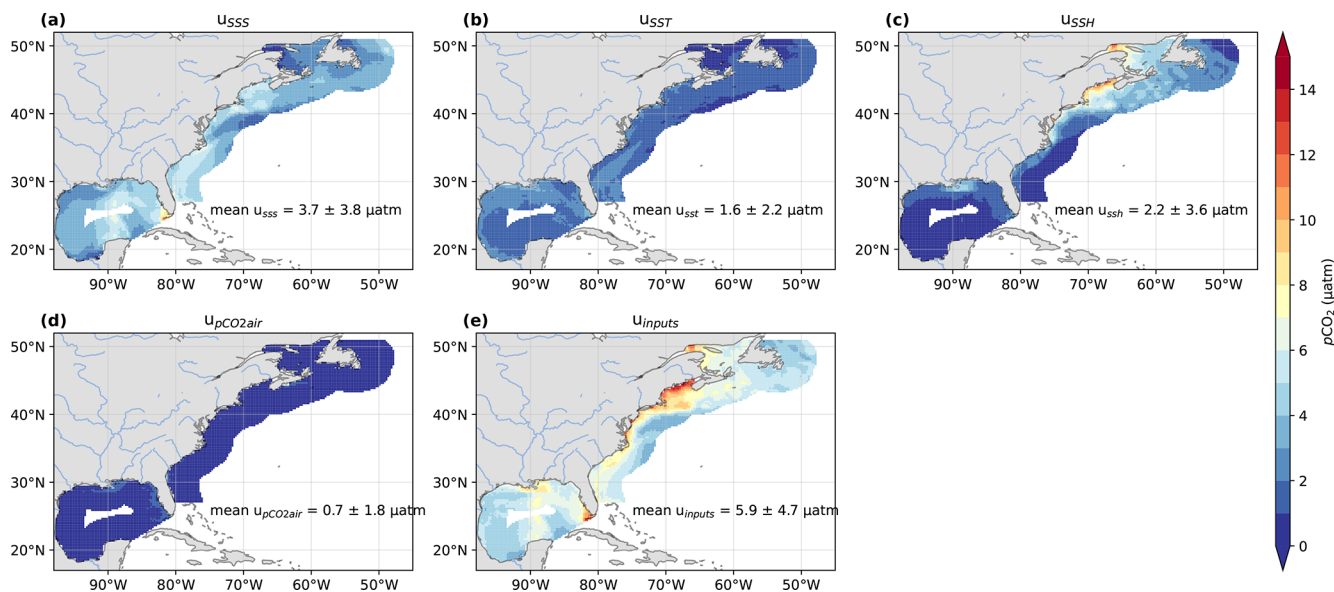 (a) u_SSS
50°N
40°N
30°N
20°N
mean u_sss = 3.7 ± 3.8 µatm
90°W 80°W 70°W 60°W 50°W
(b) u_SST
50°N
40°N
30°N
20°N
mean u_sst = 1.6 ± 2.2 µatm
90°W 80°W 70°W 60°W 50°W
(c) u_SSH
50°N
40°N
30°N
20°N
mean u_ssh = 2.2 ± 3.6 µatm
90°W 80°W 70°W 60°W 50°W
(d) u_pCO2air
50°N
40°N
30°N
20°N
mean u_pCO2air = 0.7 ± 1.8 µatm
90°W 80°W 70°W 60°W 50°W
(e) u_inputs
50°N
40°N
30°N
20°N
mean u_inputs = 5.9 ± 4.7 µatm
90°W 80°W 70°W 60°W 50°W
14
12
10
8
6
4
2
0
pCO₂ (µatm)